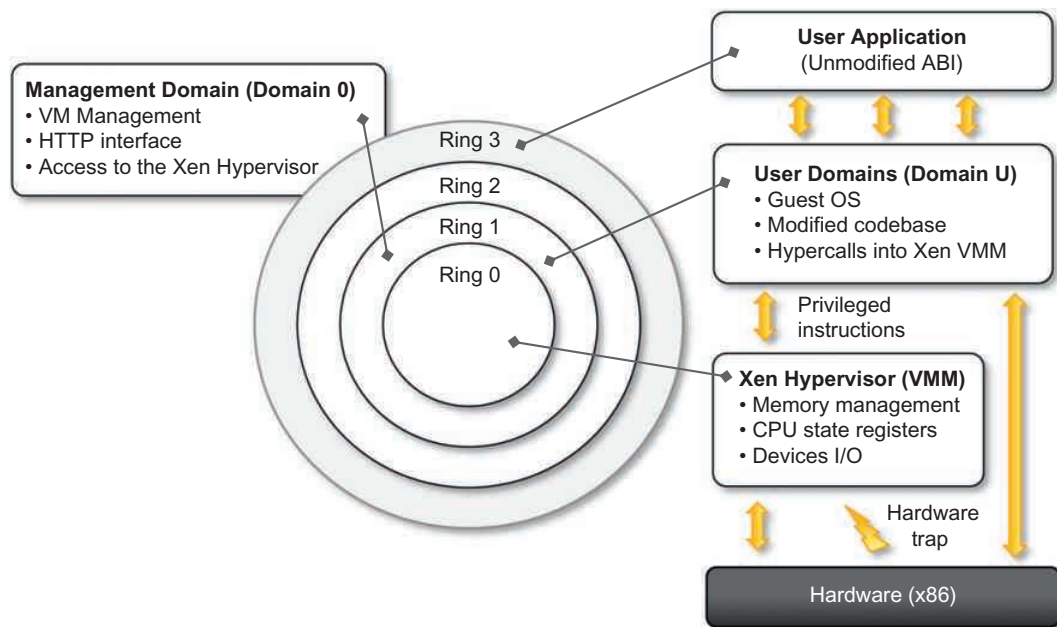 User Application
(Unmodified ABI)
Management Domain (Domain 0)
• VM Management
• HTTP interface
• Access to the Xen Hypervisor
Ring 3
Ring 2
Ring 1
Ring 0
User Domains (Domain U)
• Guest OS
• Modified codebase
• Hypercalls into Xen VMM
Privileged
instructions
Xen Hypervisor (VMM)
• Memory management
• CPU state registers
• Devices I/O
Hardware
trap
Hardware (x86)